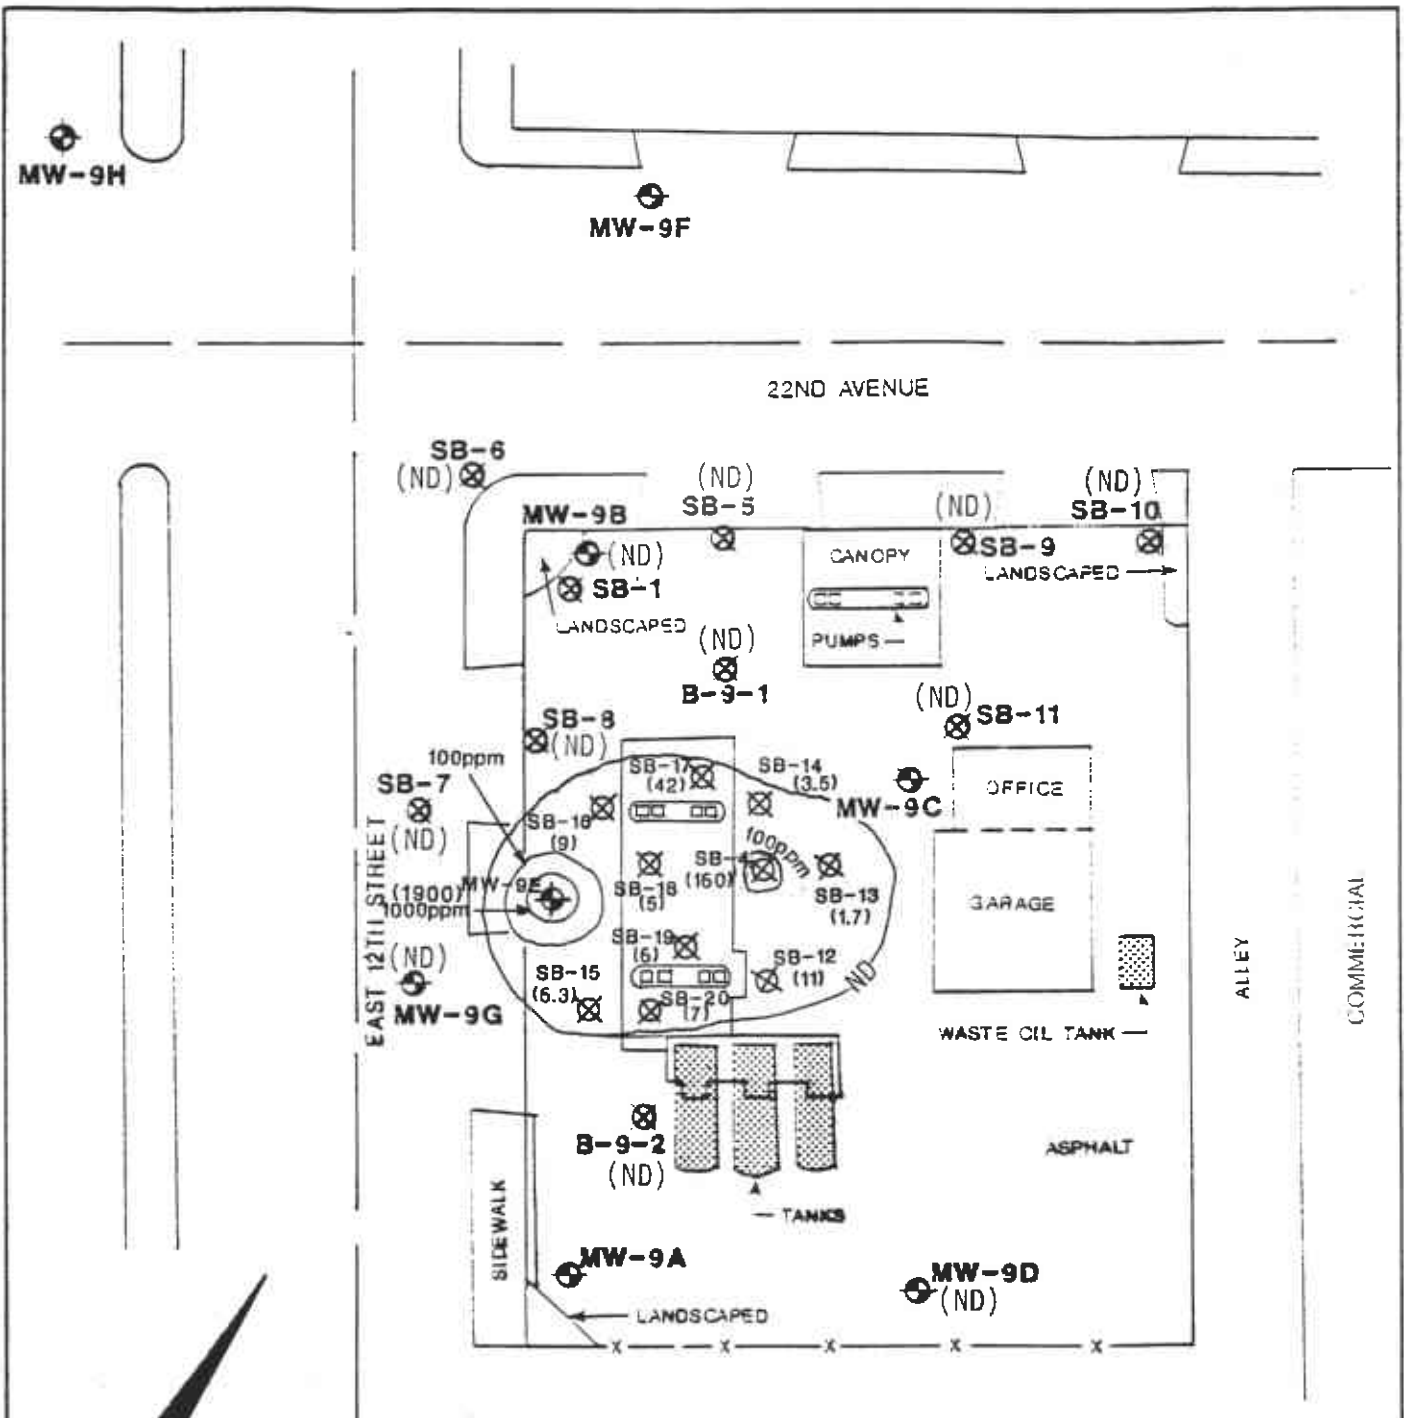 MW-9H
MW-9F
22ND AVENUE
SB-6
(ND)
(ND)
SB-5
(ND)
SB-10
(ND)
SB-9
MW-9B
(ND)
CANOPY
LANDSCAPED
SB-1
LANDSCAPED
(ND)
B-9-1
PUMPS
(ND)
SB-11
SB-8
(ND)
100ppm
SB-7
(ND)
SB-17
(42)
SB-14
(3.5)
MW-9C
OFFICE
SB-16
(9)
100ppm
SB-4
(160)
MW-9E
(1900)
1000ppm
SB-18
(5)
SB-13
(1.7)
GARAGE
EAST 12TH STREET
(ND)
MW-9G
SB-19
(6)
SB-12
(11)
ND
SB-15
(6.3)
SB-20
(7)
WASTE OIL TANK
ALLEY
COMMERCIAL
B-9-2
(ND)
ASPHALT
TANKS
SIDEWALK
MW-9A
MW-9D
(ND)
LANDSCAPED
X X X X X